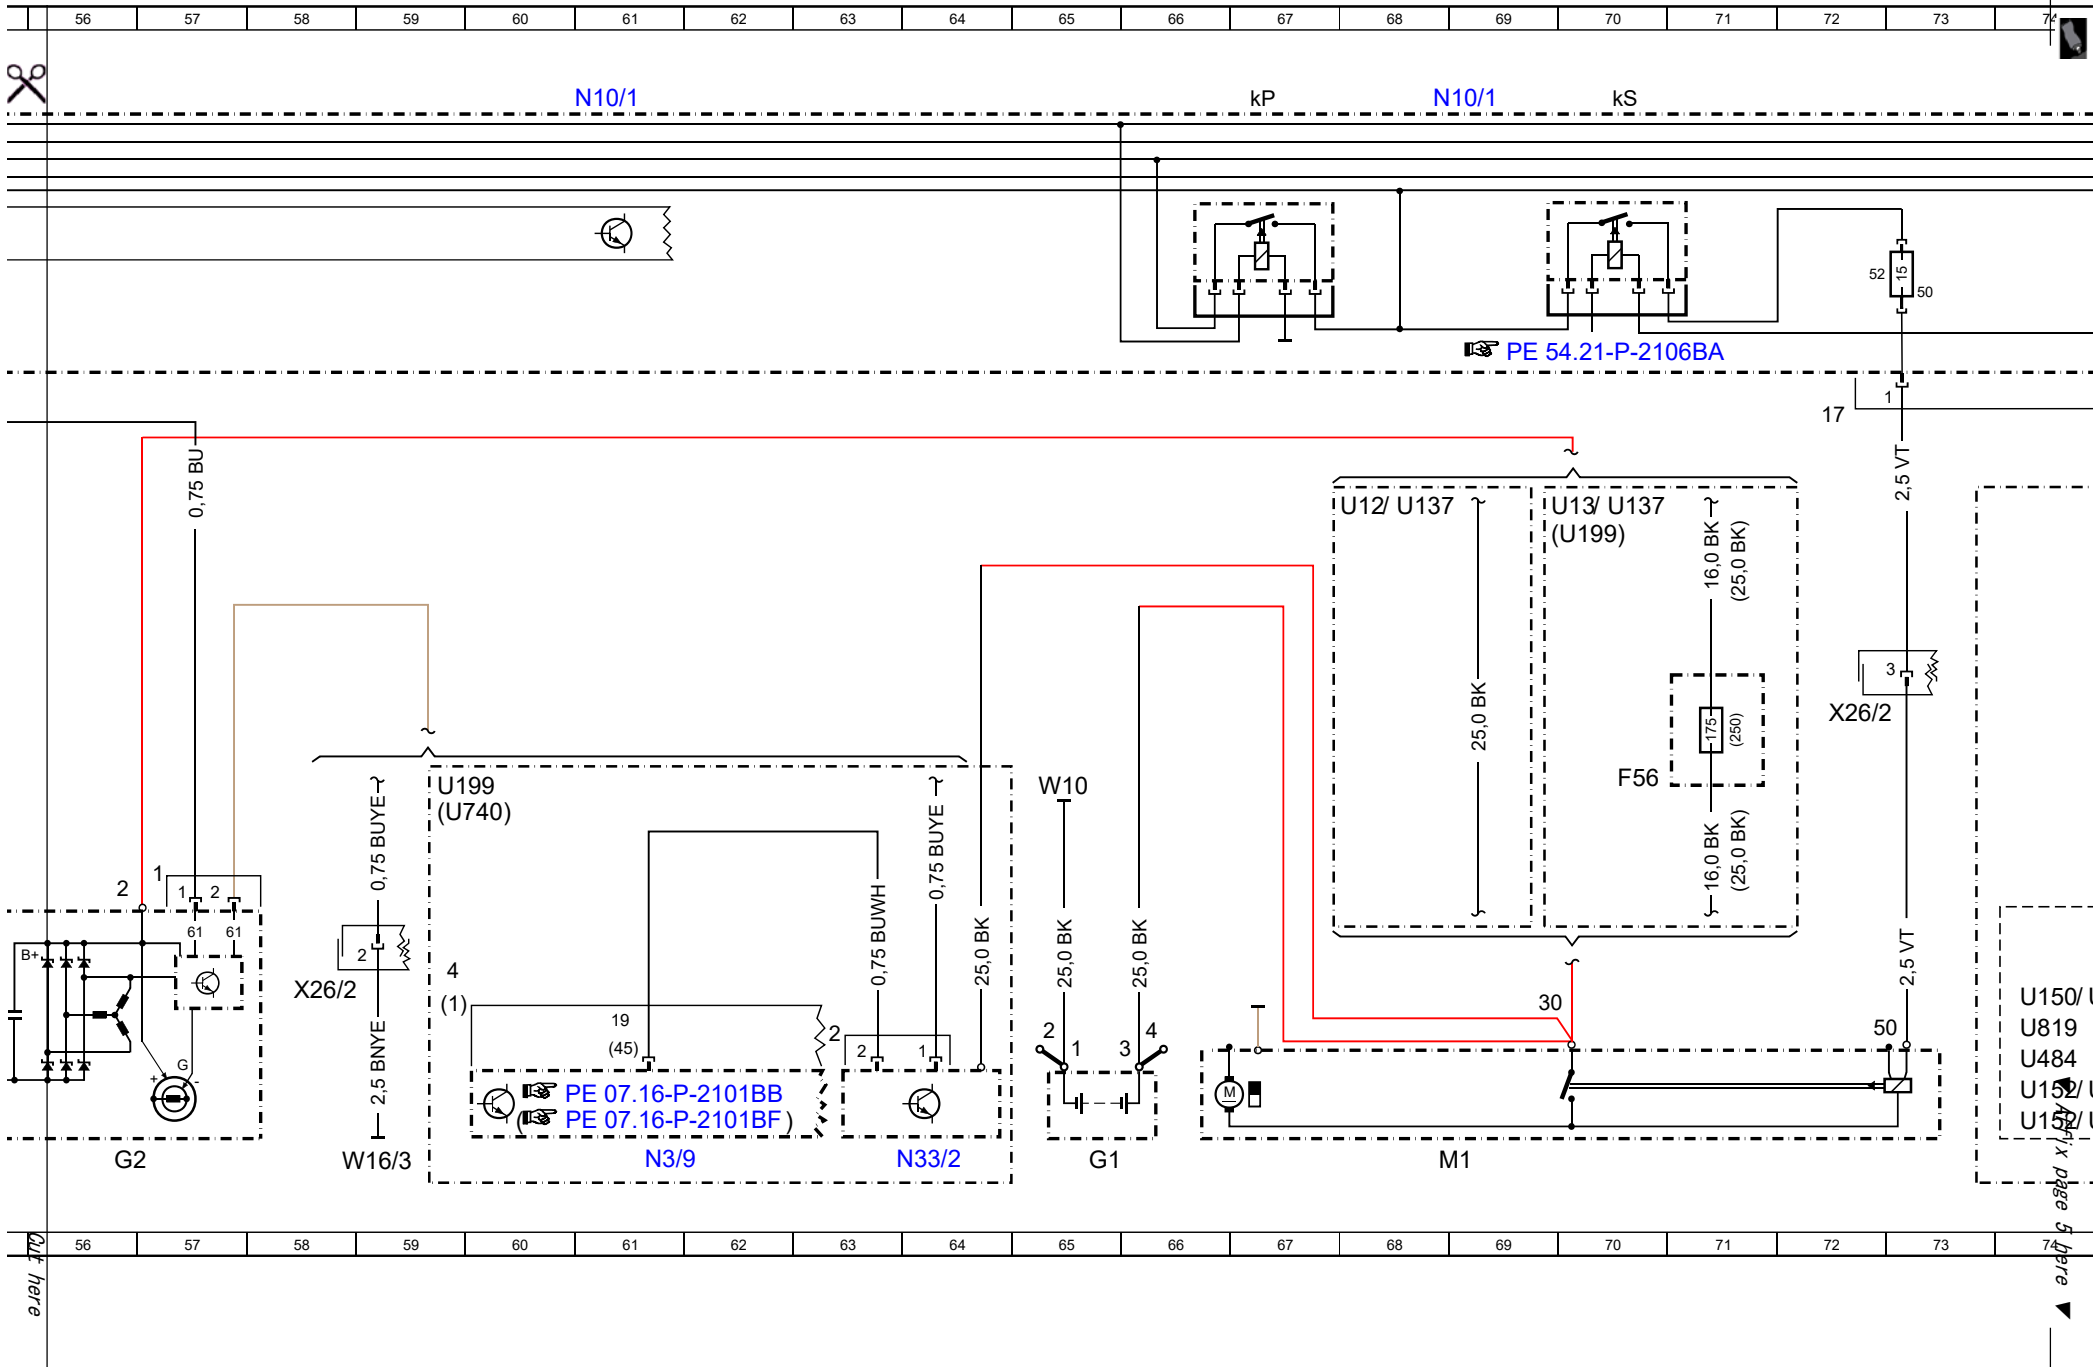 56 57 58 59 60 61 62 63 64 65 66 67 68 69 70 71 72 73 74
N10/1 kP N10/1 kS
52 15 50
PE 54.21-P-2106BA
17 1
0,75 BU
2,5 VT
U12/ U137
U13/ U137
(U199)
16,0 BK
(25,0 BK)
25,0 BK
3
X26/2
175
(250)
F56
16,0 BK
(25,0 BK)
U199
(U740)
W10
0,75 BUYE
0,75 BUYE
0,75 BUWH
25,0 BK
25,0 BK
25,0 BK
2,5 VT
2 1 1 2
61 61
B+
G
+ -
2
X26/2
2,5 BNYE
4
(1)
19
(45)
2
2 1
2 1 3 4
30
50
M
PE 07.16-P-2101BB
(PE 07.16-P-2101BF)
U150/ U
U819
U484
U152/ U
U152/ U
G2 W16/3 N3/9 N33/2 G1 M1
56 57 58 59 60 61 62 63 64 65 66 67 68 69 70 71 72 73 74
Cut here
Affix page 5 here